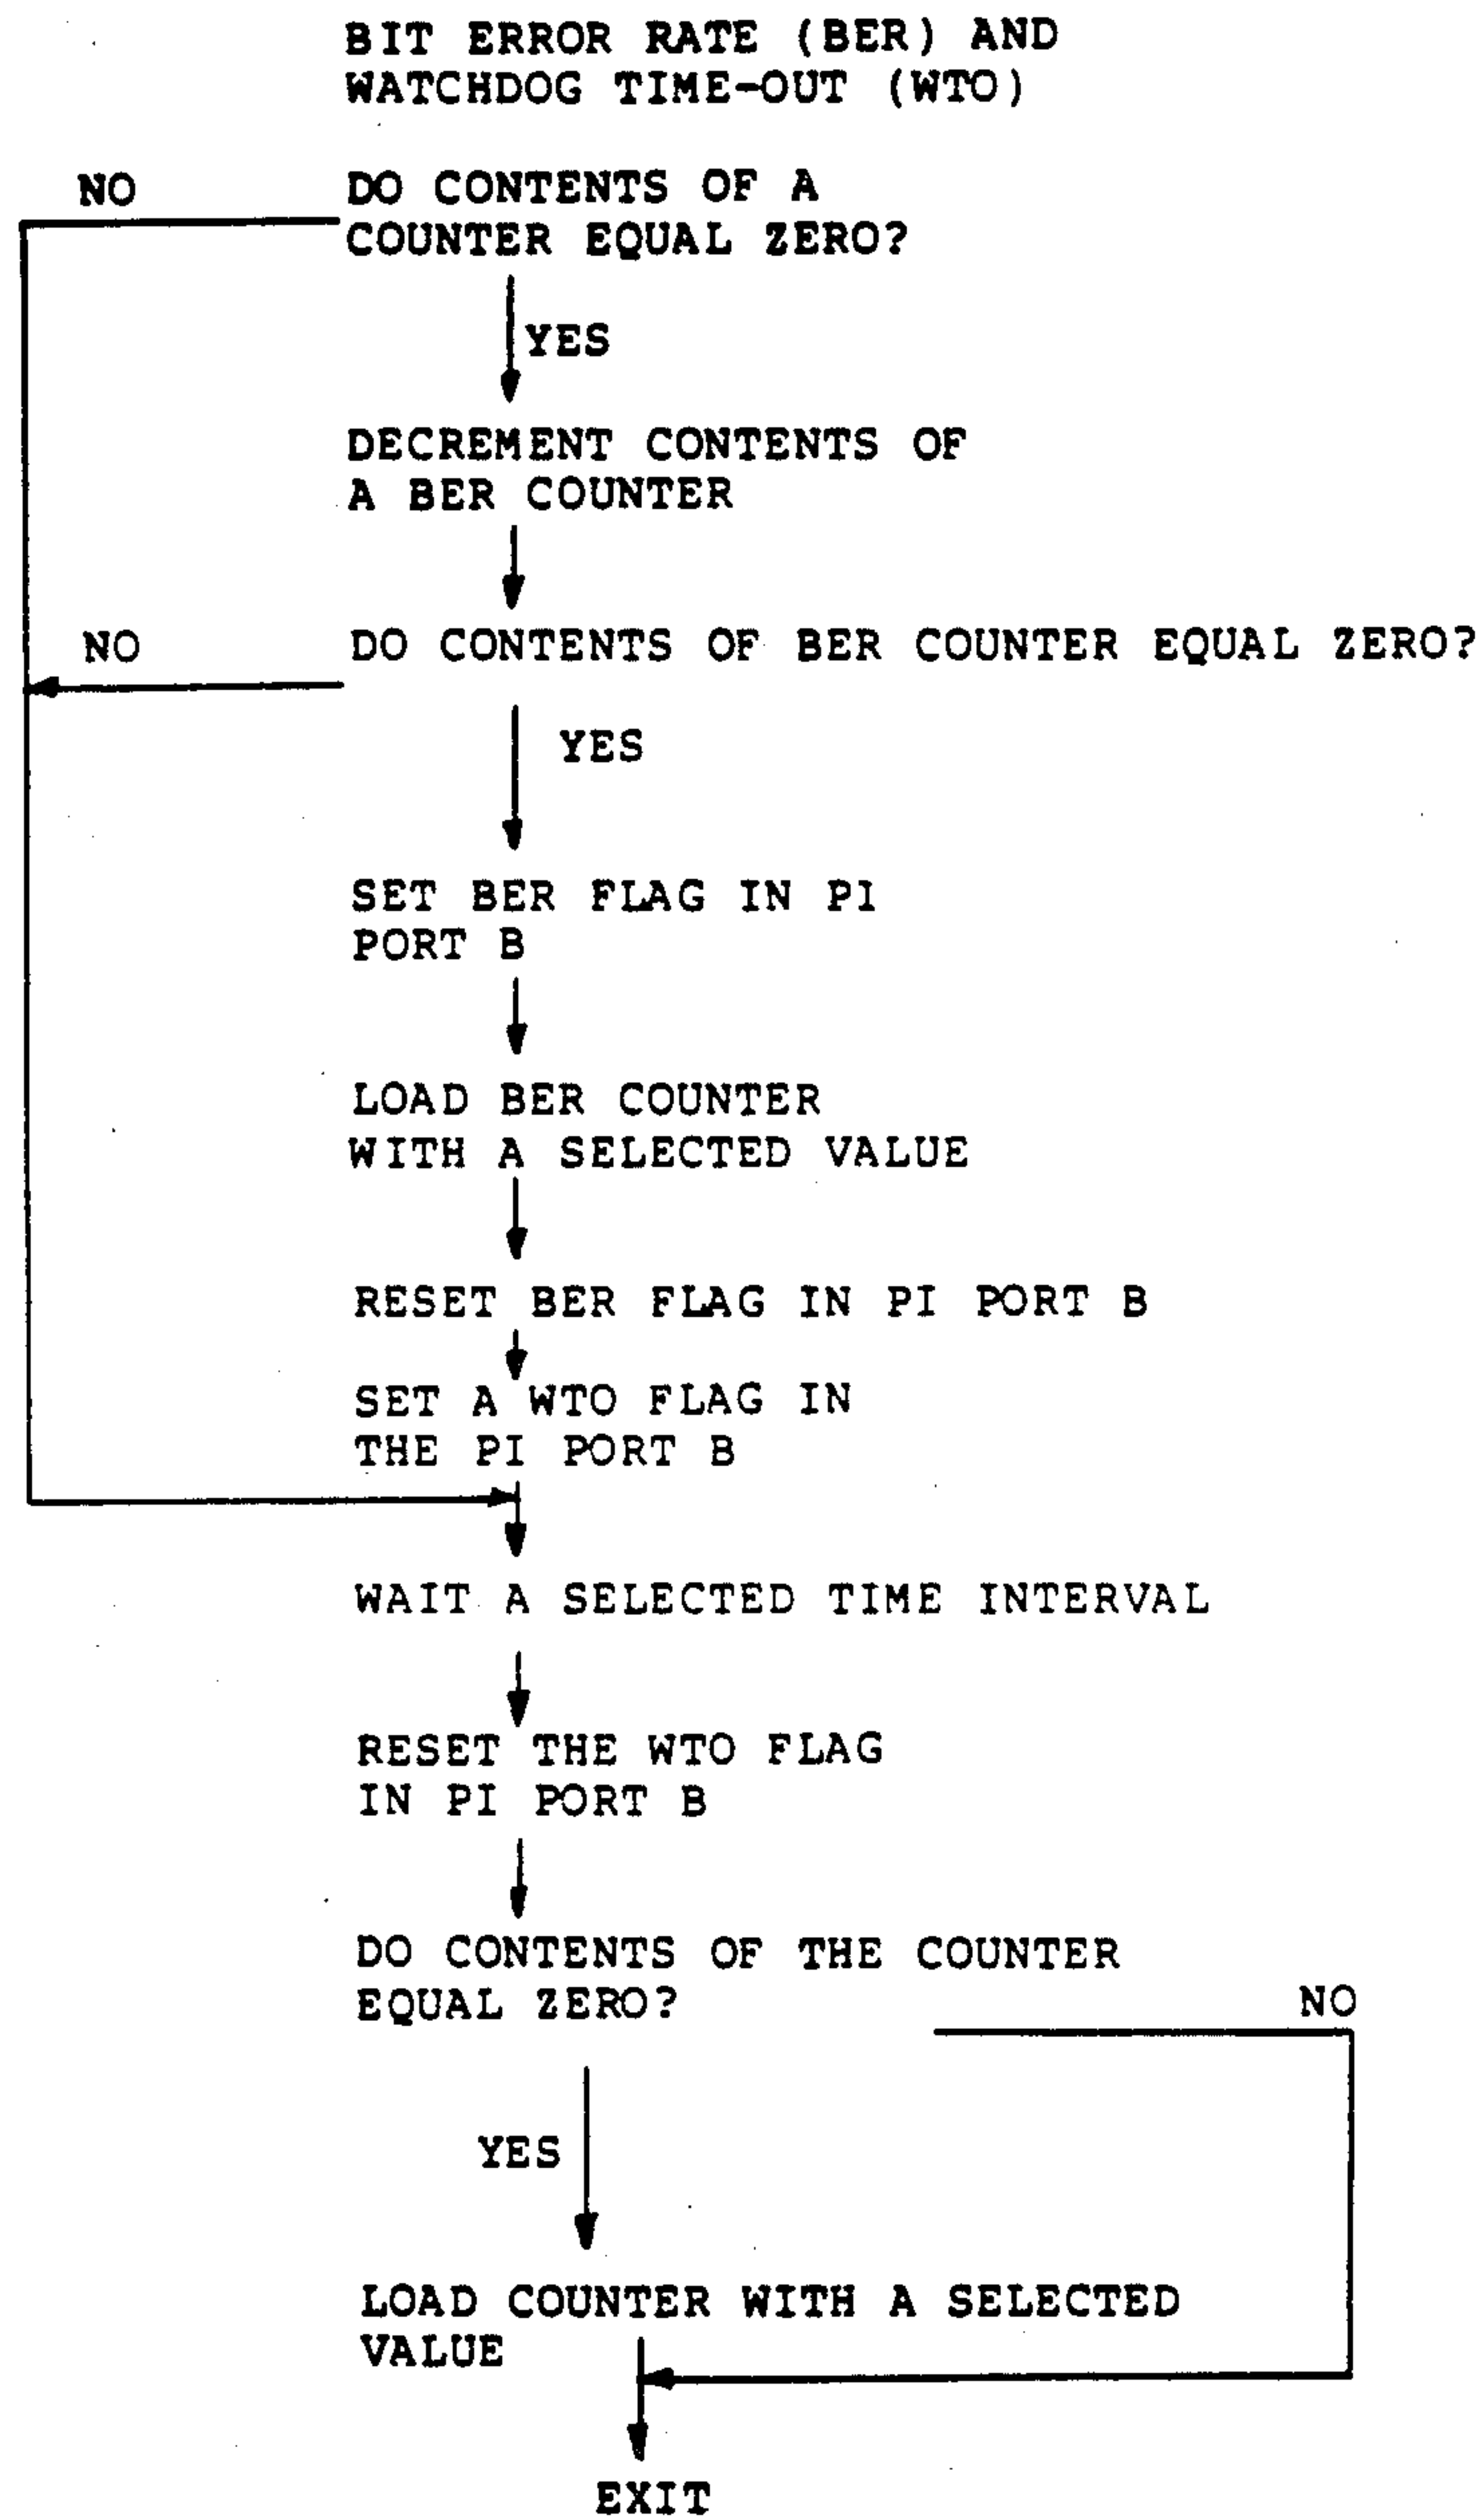 BIT ERROR RATE (BER) AND
WATCHDOG TIME-OUT (WTO)
NO
DO CONTENTS OF A
COUNTER EQUAL ZERO?
YES
DECREMENT CONTENTS OF
A BER COUNTER
NO
DO CONTENTS OF BER COUNTER EQUAL ZERO?
YES
SET BER FLAG IN PI
PORT B
LOAD BER COUNTER
WITH A SELECTED VALUE
RESET BER FLAG IN PI PORT B
SET A WTO FLAG IN
THE PI PORT B
WAIT A SELECTED TIME INTERVAL
RESET THE WTO FLAG
IN PI PORT B
DO CONTENTS OF THE COUNTER
EQUAL ZERO?
NO
YES
LOAD COUNTER WITH A SELECTED
VALUE
EXIT